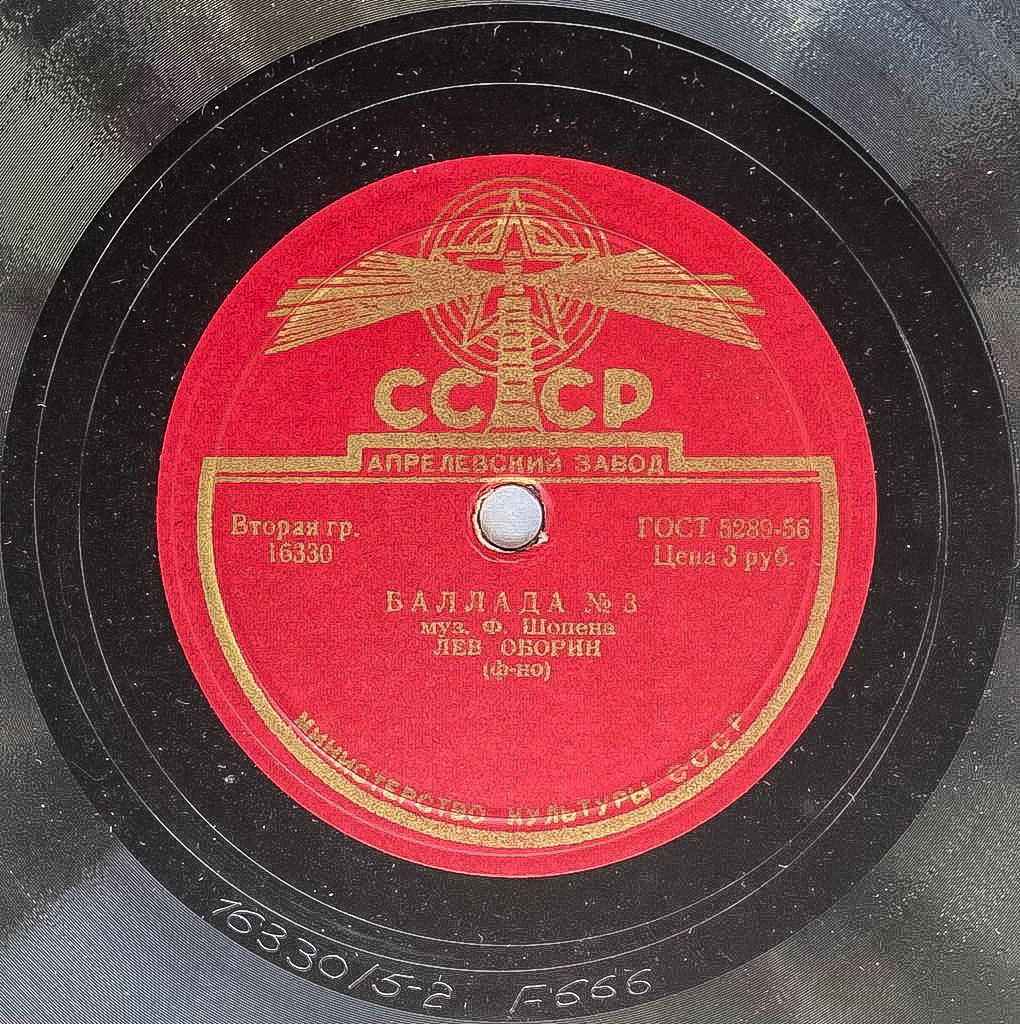 СССР
АПРЕЛЕВСКИЙ ЗАВОД
Вторая гр.
16330
ГОСТ 5289-56
Цена 3 руб.
БАЛЛАДА № 3
муз. Ф. Шопена
ЛЕВ ОБОРИН
(ф-но)
МИНИСТЕРСТВО КУЛЬТУРЫ СССР
16330/5-2 F666